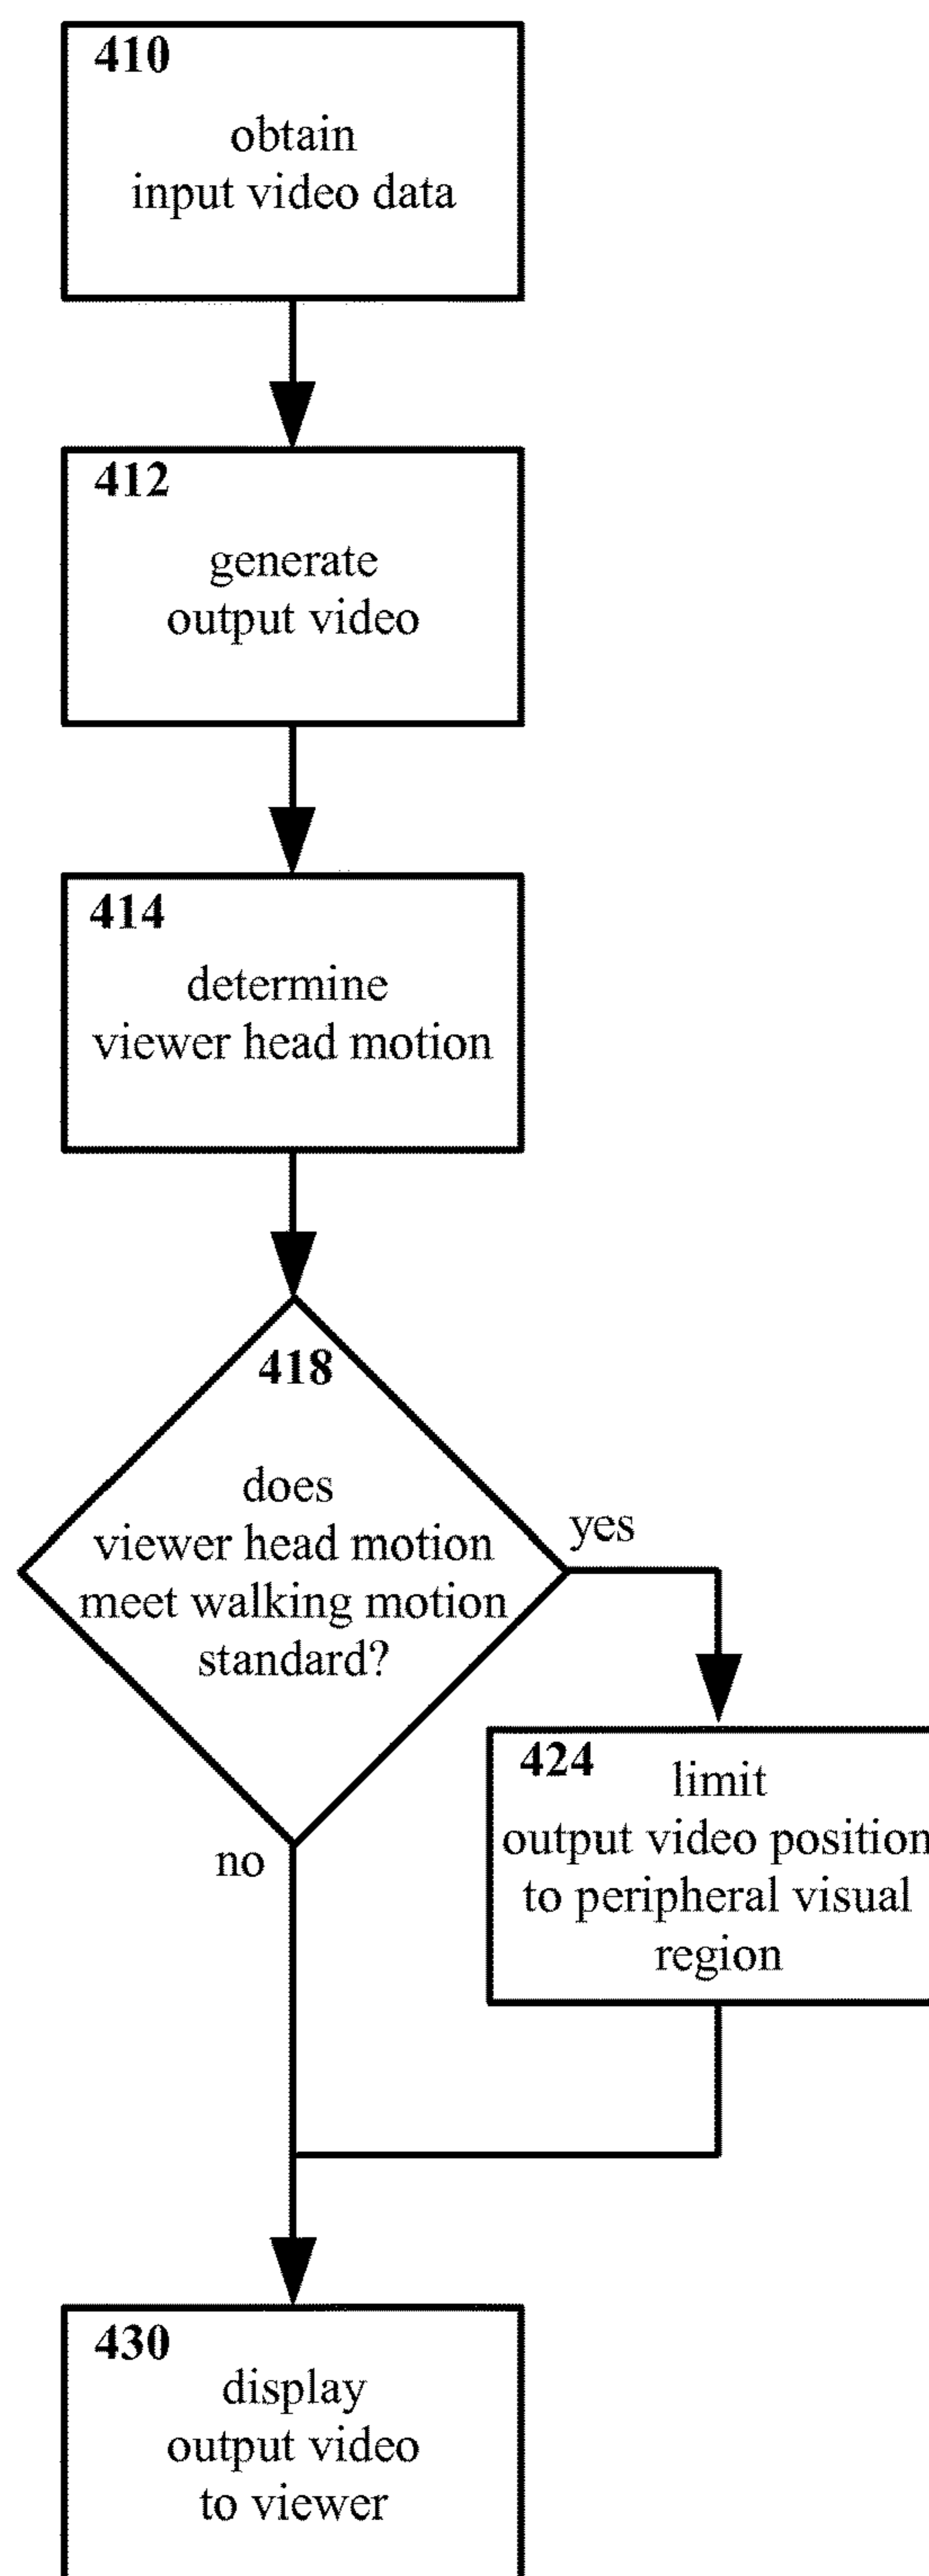 410
obtain
input video data
412
generate
output video
414
determine
viewer head motion
418
does
viewer head motion
meet walking motion
standard?
yes
no
424
limit
output video position
to peripheral visual
region
430
display
output video
to viewer